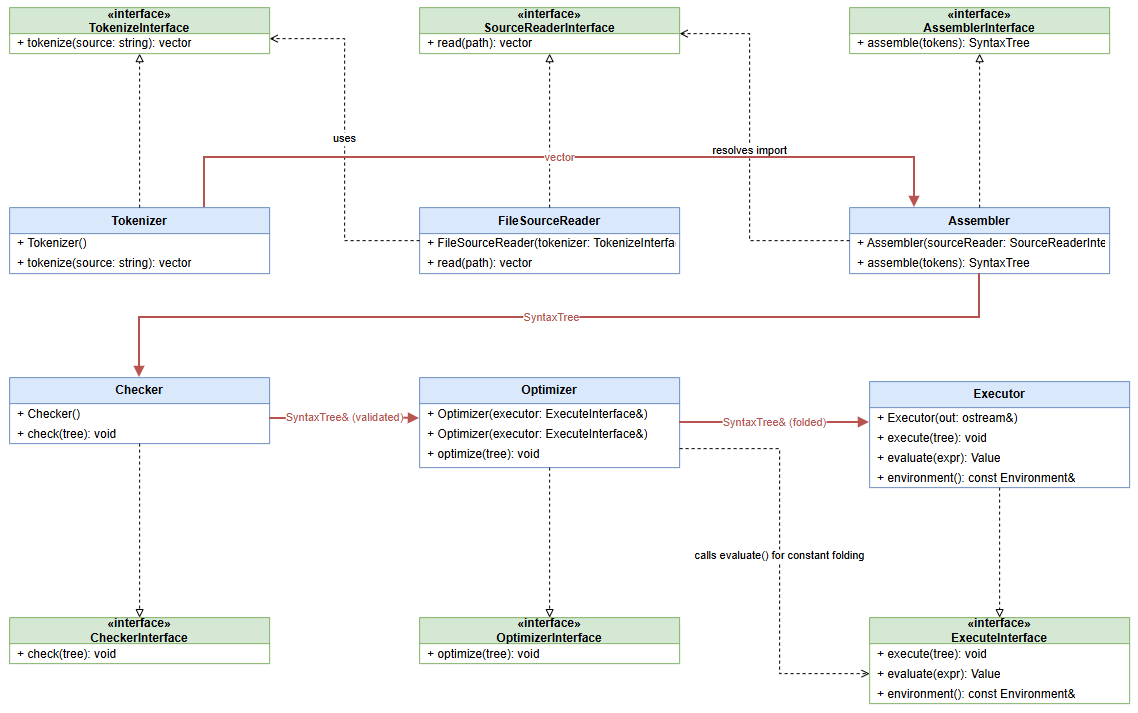 «interface»
TokenizeInterface
+ tokenize(source: string): vector
«interface»
SourceReaderInterface
+ read(path): vector
«interface»
AssemblerInterface
+ assemble(tokens): SyntaxTree
uses
resolves import
vector
Tokenizer
+ Tokenizer()
+ tokenize(source: string): vector
FileSourceReader
+ FileSourceReader(tokenizer: TokenizeInterfa
+ read(path): vector
Assembler
+ Assembler(sourceReader: SourceReaderInte
+ assemble(tokens): SyntaxTree
SyntaxTree
Checker
+ Checker()
+ check(tree): void
SyntaxTree& (validated)
Optimizer
+ Optimizer(executor: ExecuteInterface&)
+ Optimizer(executor: ExecuteInterface&)
+ optimize(tree): void
SyntaxTree& (folded)
Executor
+ Executor(out: ostream&)
+ execute(tree): void
+ evaluate(expr): Value
+ environment(): const Environment&
calls evaluate() for constant folding
«interface»
CheckerInterface
+ check(tree): void
«interface»
OptimizerInterface
+ optimize(tree): void
«interface»
ExecuteInterface
+ execute(tree): void
+ evaluate(expr): Value
+ environment(): const Environment&